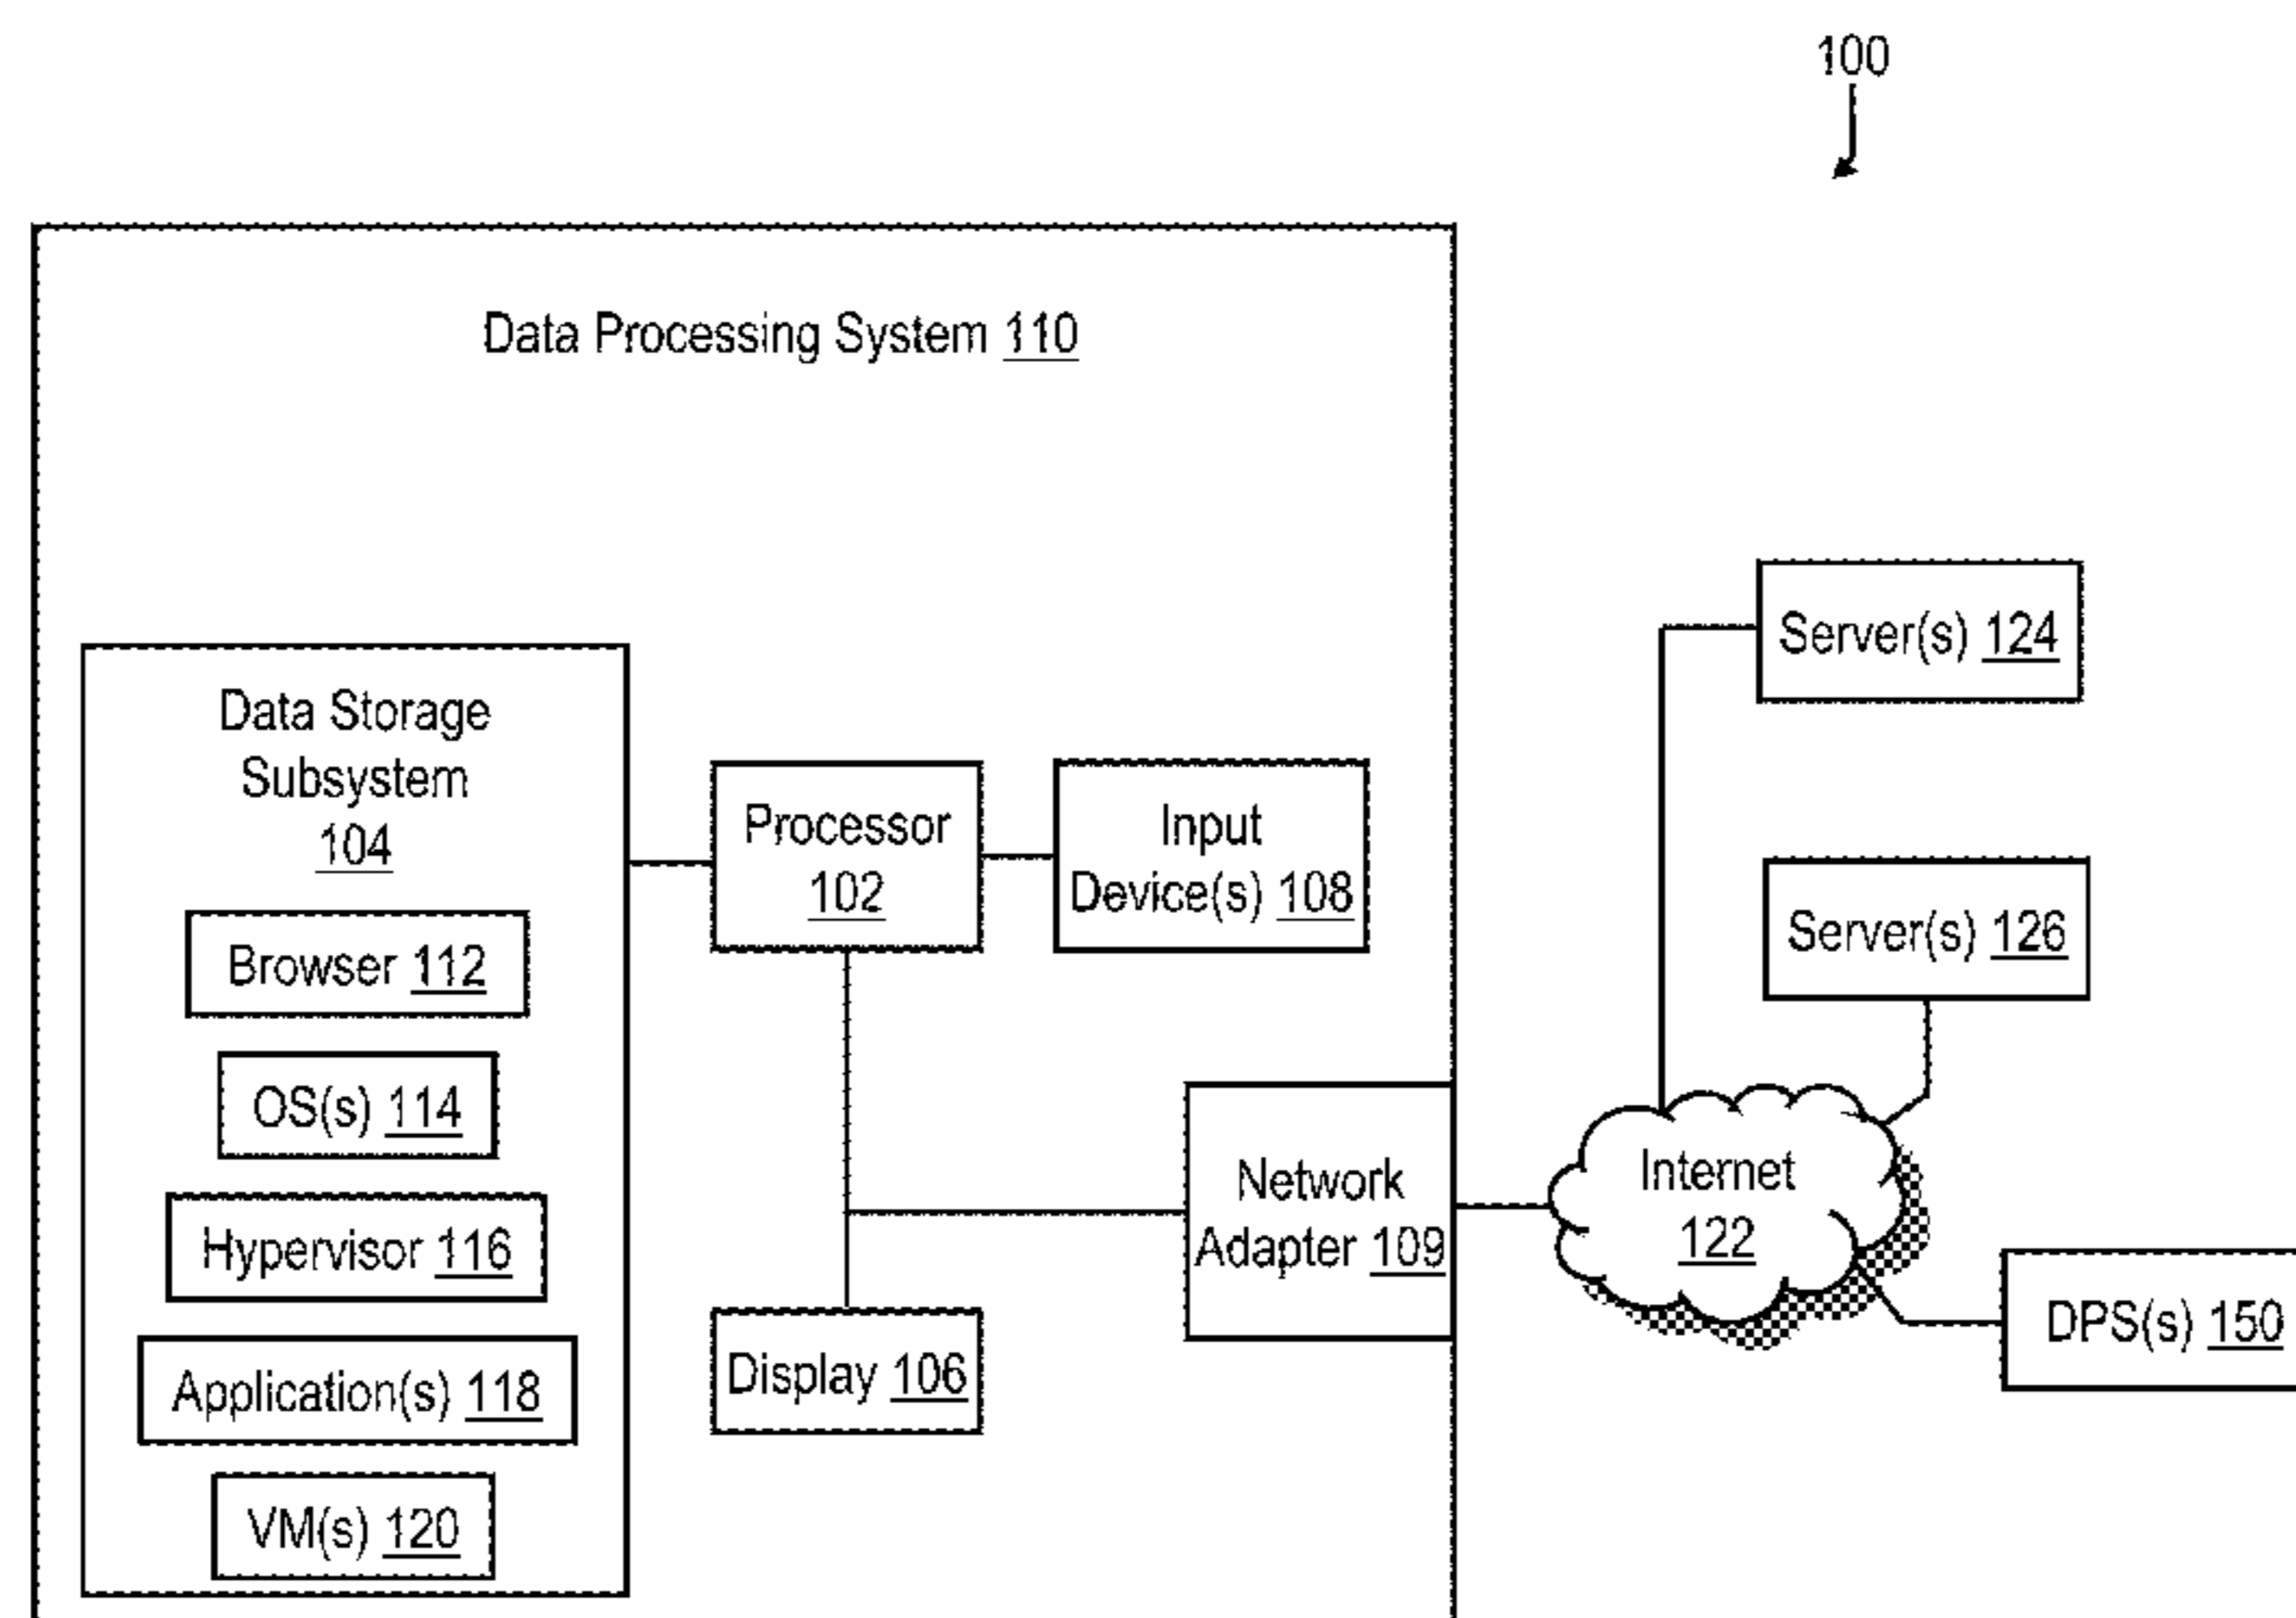 100
Data Processing System 110
Data Storage
Subsystem
104
Browser 112
OS(s) 114
Hypervisor 116
Application(s) 118
VM(s) 120
Processor
102
Input
Device(s) 108
Display 106
Network
Adapter 109
Internet
122
Server(s) 124
Server(s) 126
DPS(s) 150